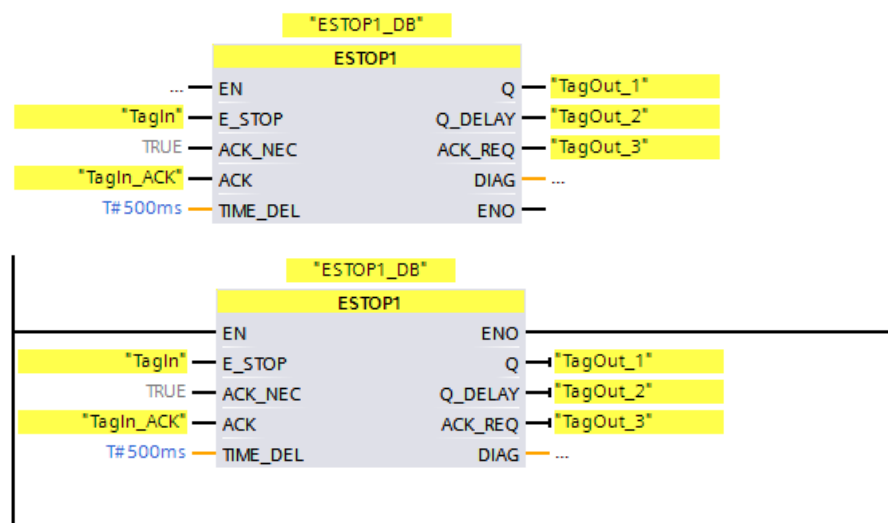 "ESTOP1_DB"
ESTOP1
... EN Q "TagOut_1"
"TagIn" E_STOP Q_DELAY "TagOut_2"
TRUE ACK_NEC ACK_REQ "TagOut_3"
"TagIn_ACK" ACK DIAG ...
T#500ms TIME_DEL ENO
"ESTOP1_DB"
ESTOP1
EN ENO
"TagIn" E_STOP Q "TagOut_1"
TRUE ACK_NEC Q_DELAY "TagOut_2"
"TagIn_ACK" ACK ACK_REQ "TagOut_3"
T#500ms TIME_DEL DIAG ...